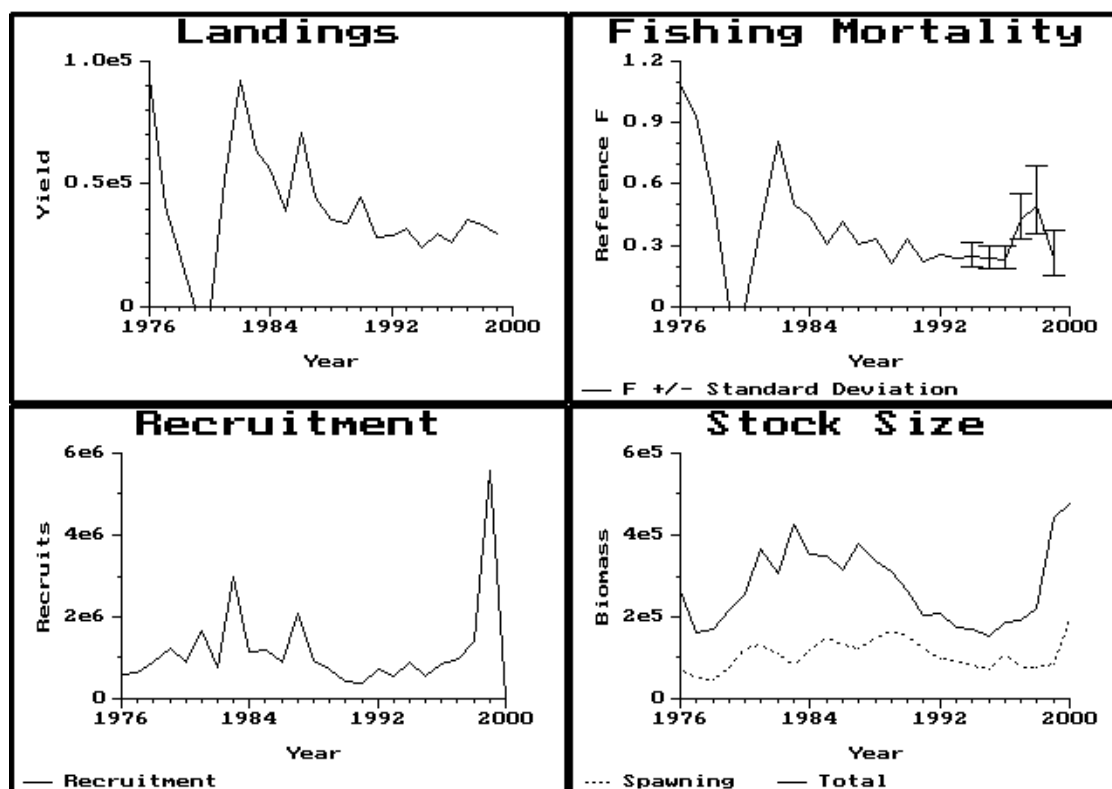 Landings
1.0e5
0.5e5
0
Yield
1976 1984 1992 2000
Year
Fishing Mortality
1.2
0.9
0.6
0.3
0
Reference F
1976 1984 1992 2000
Year
F +/- Standard Deviation
Recruitment
6e6
4e6
2e6
0
Recruits
1976 1984 1992 2000
Year
Recruitment
Stock Size
6e5
4e5
2e5
0
Biomass
1976 1984 1992 2000
Year
Spawning Total